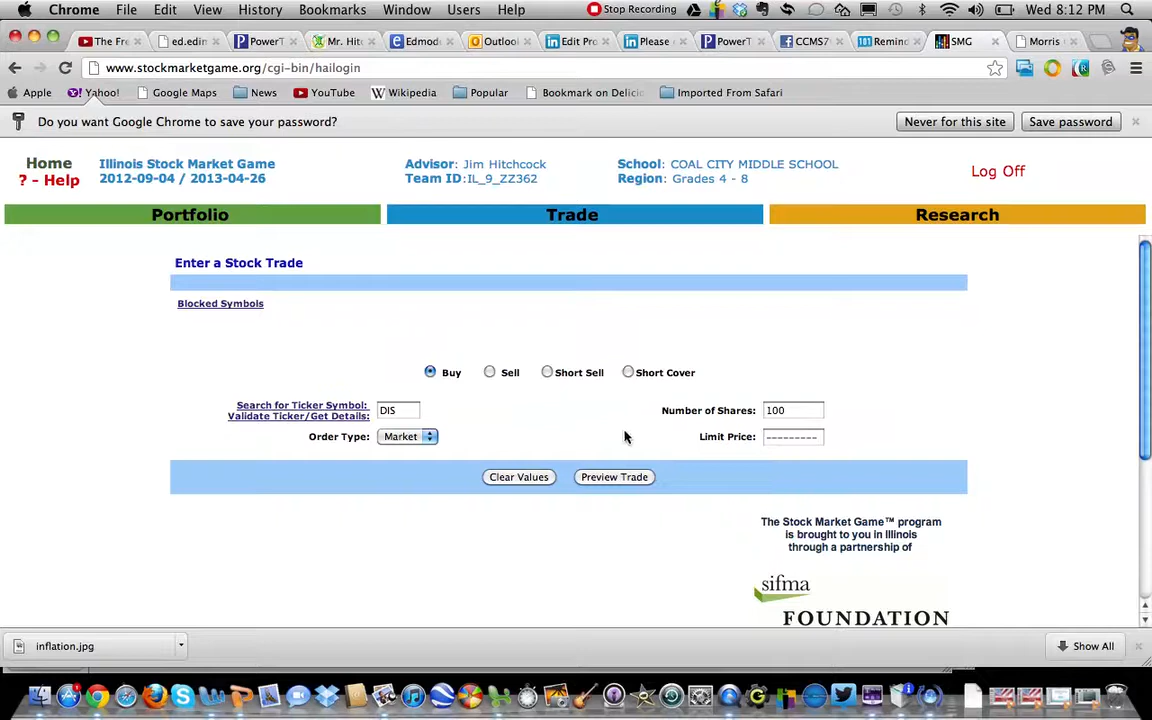 Chrome File Edit View History Bookmarks Window Users Help Stop Recording Wed 8:12 PM
The Fre ed.edin PowerT Mr. Hitc Edmod Outloo Edit Pro Please PowerT CCMS7 Remind SMG Morris
www.stockmarketgame.org/cgi-bin/hailogin
Apple Yahoo! Google Maps News YouTube Wikipedia Popular Bookmark on Delici Imported From Safari
Do you want Google Chrome to save your password? Never for this site Save password
Home Illinois Stock Market Game Advisor: Jim Hitchcock School: COAL CITY MIDDLE SCHOOL Log Off
? - Help 2012-09-04 / 2013-04-26 Team ID:IL_9_ZZ362 Region: Grades 4 - 8
Portfolio Trade Research
Enter a Stock Trade
Blocked Symbols
Buy Sell Short Sell Short Cover
Search for Ticker Symbol: DIS Number of Shares: 100
Validate Ticker/Get Details:
Order Type: Market Limit Price: ---------
Clear Values Preview Trade
The Stock Market Game™ program
is brought to you in Illinois
through a partnership of
sifma
FOUNDATION
inflation.jpg Show All